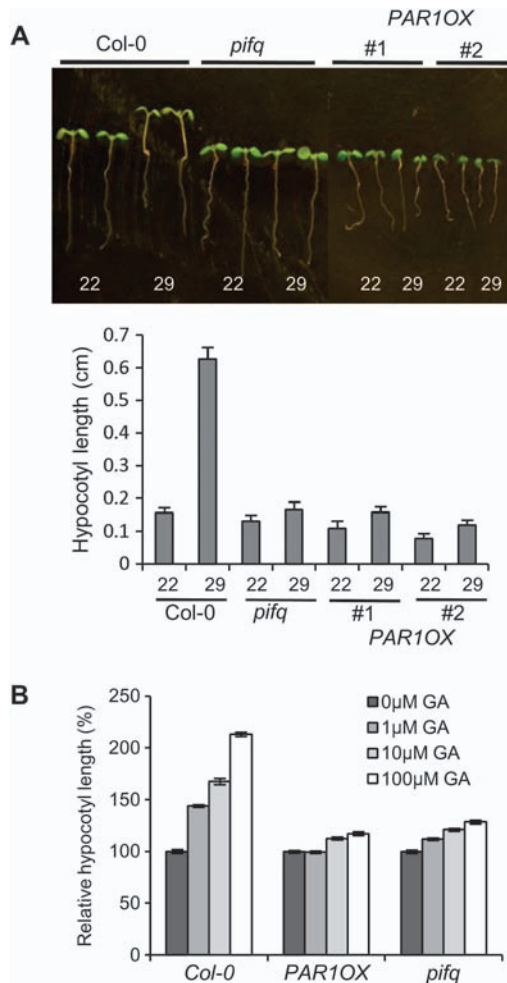 A
Col-0 pifq PAR1OX
#1 #2
22 29 22 29 22 29 22 29
Hypocotyl length (cm)
0.7
0.6
0.5
0.4
0.3
0.2
0.1
0
22 29 22 29 22 29 22 29
Col-0 pifq #1 #2
PAR1OX
B
Relative hypocotyl length (%)
250
200
150
100
50
0
0µM GA
1µM GA
10µM GA
100µM GA
Col-0 PAR1OX pifq